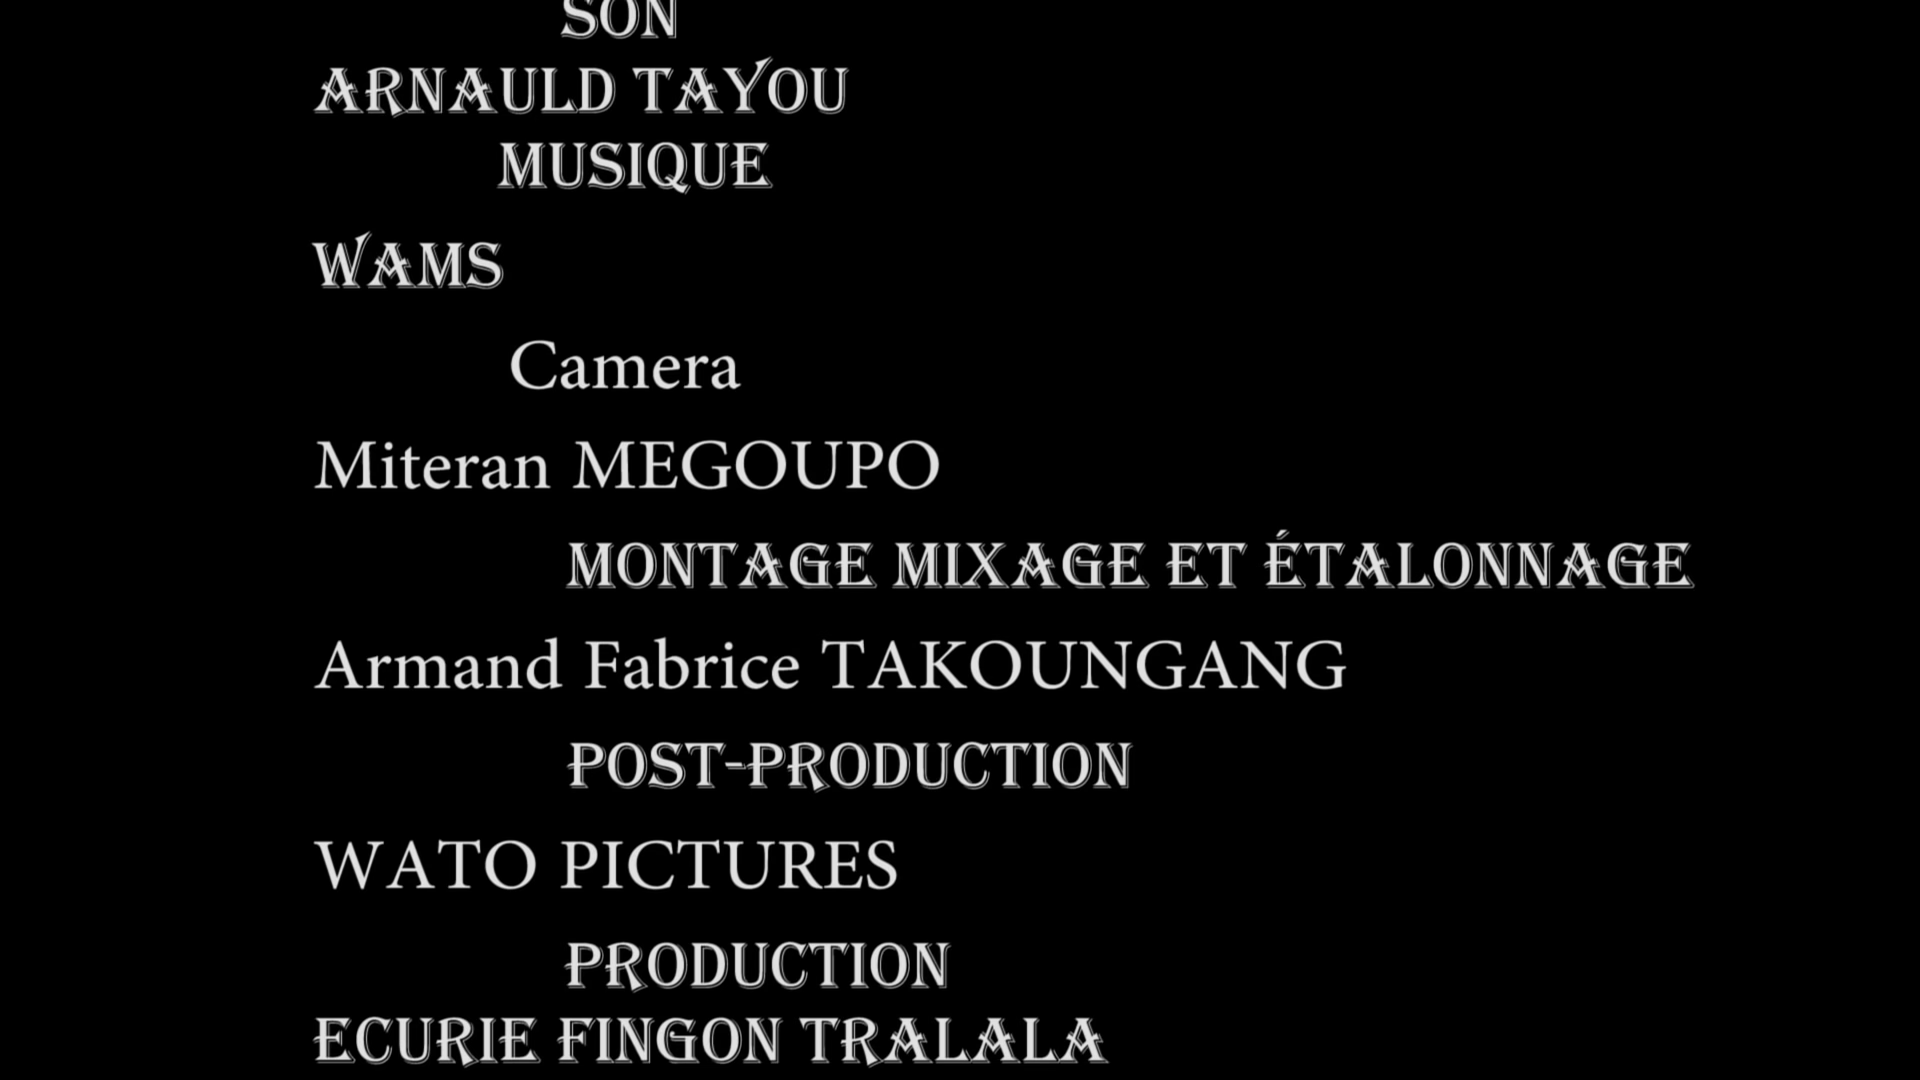 SON
ARNAULD TAYOU
MUSIQUE
WAMS
Camera
Miteran MEGOUPO
MONTAGE MIXAGE ET ÉTALONNAGE
Armand Fabrice TAKOUNGANG
POST-PRODUCTION
WATO PICTURES
PRODUCTION
ECURIE FINGON TRALALA